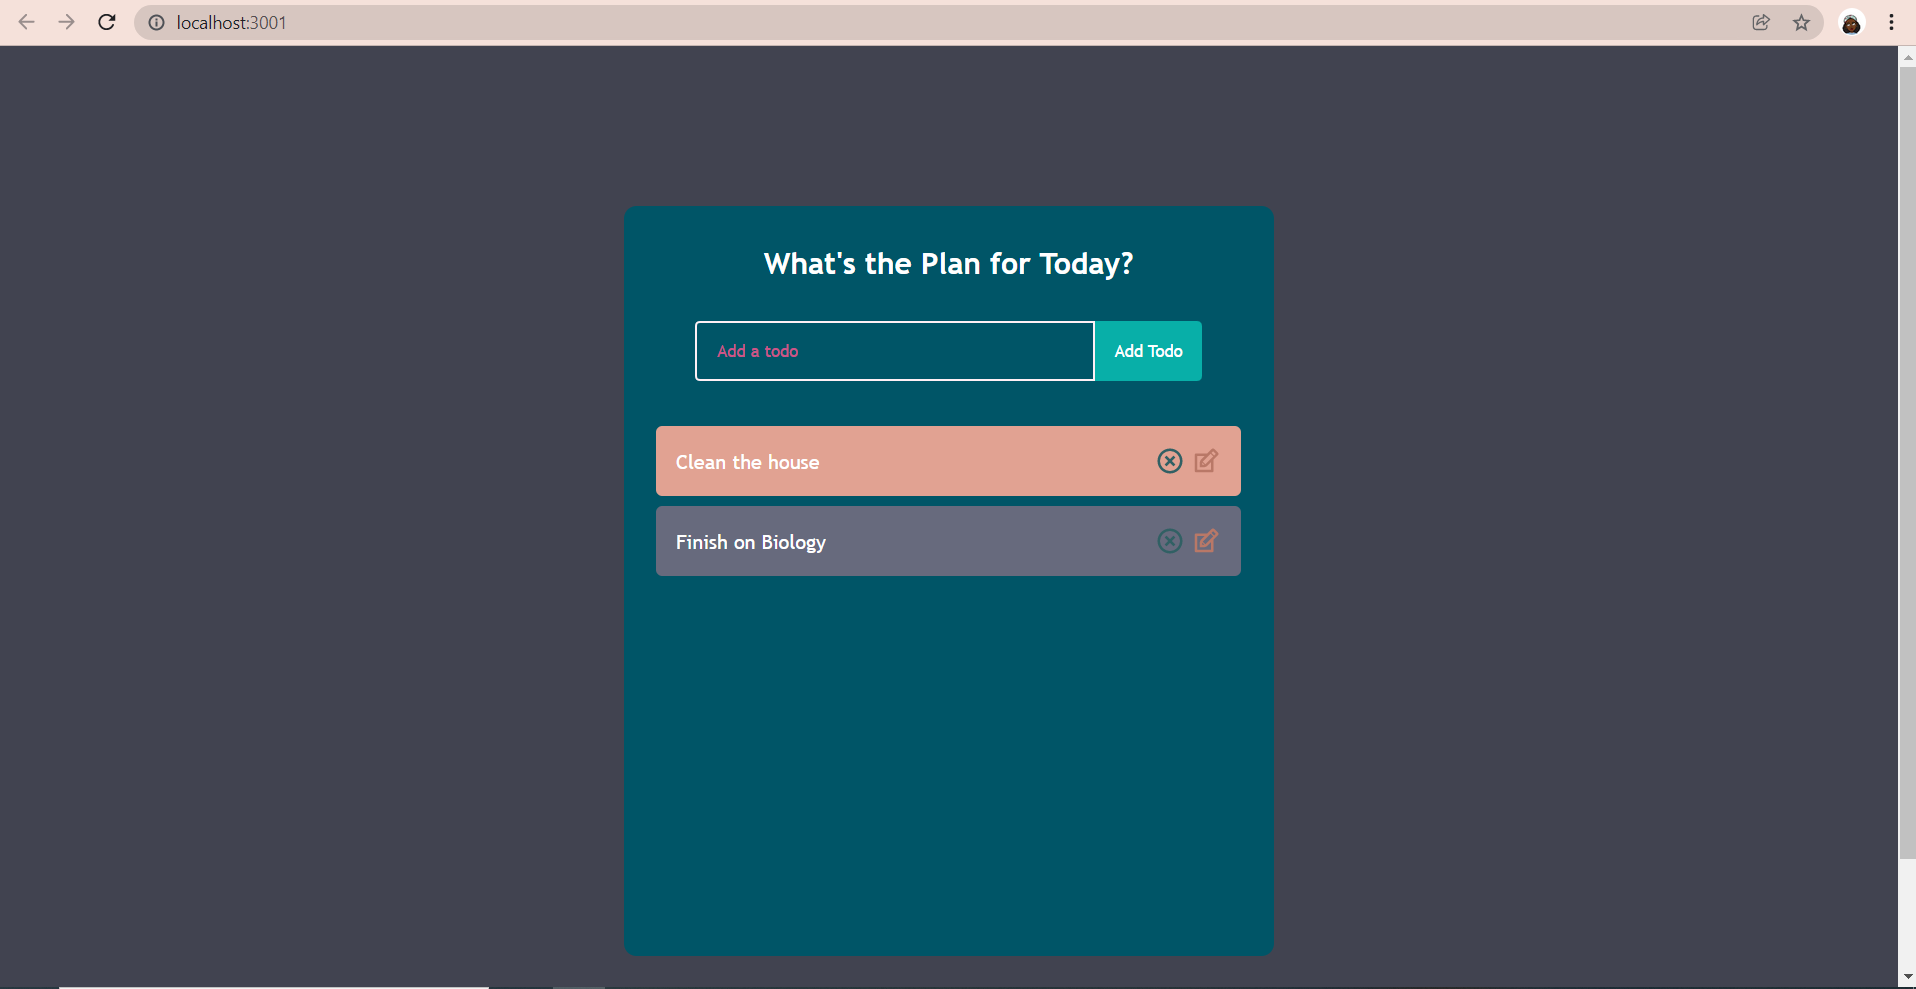 localhost:3001
What's the Plan for Today?
Add a todo
Add Todo
Clean the house
Finish on Biology